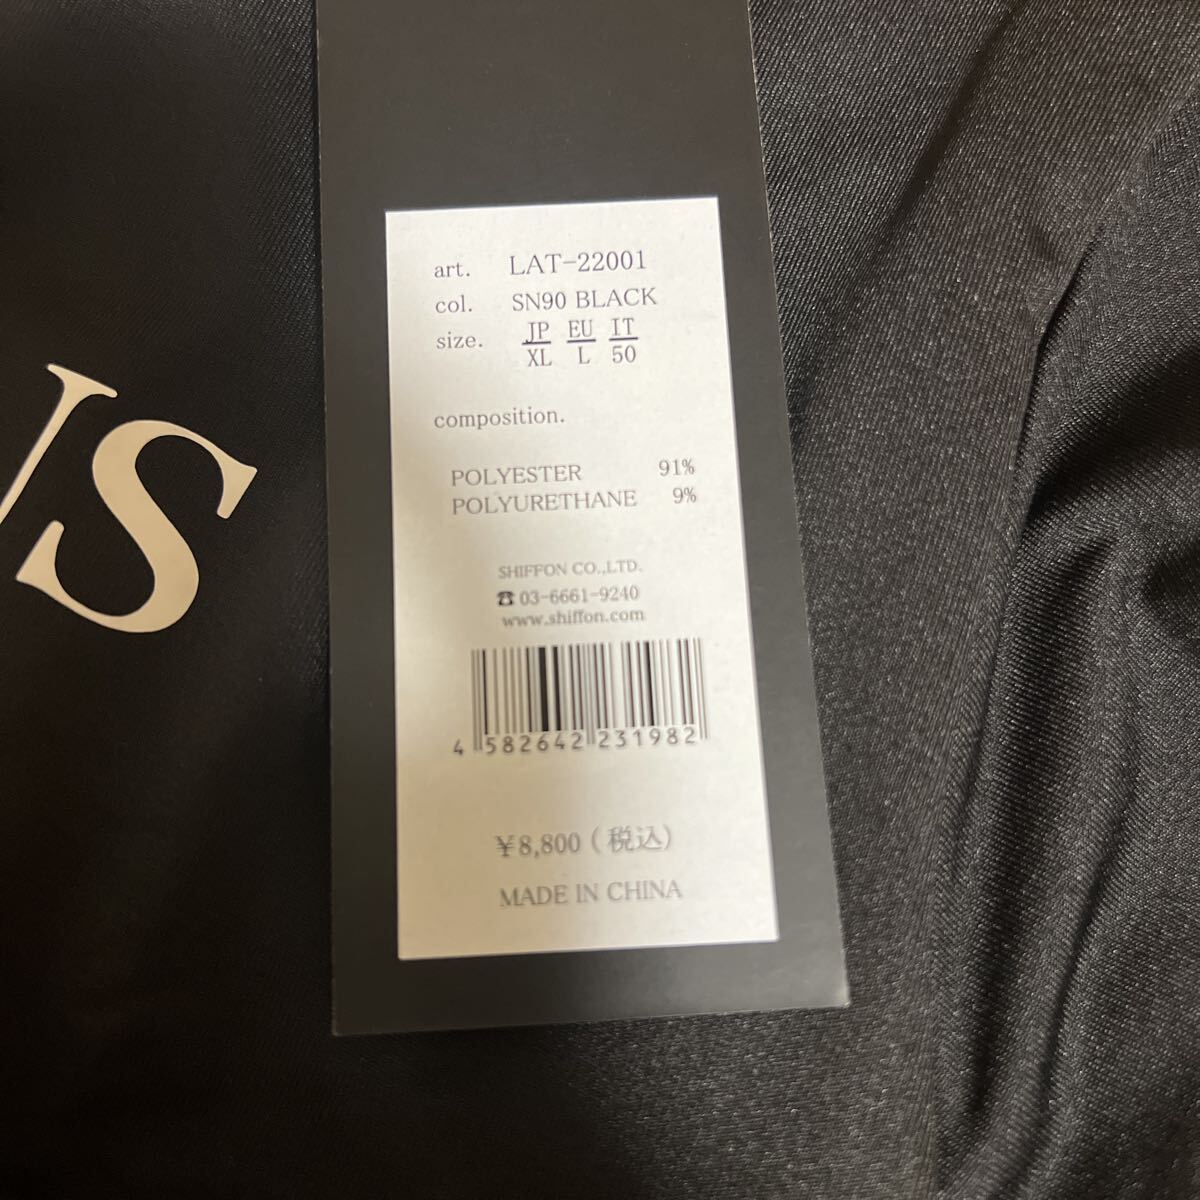 art. LAT-22001
col. SN90 BLACK
size. JP EU IT
XL L 50
composition.
POLYESTER 91%
POLYURETHANE 9%
SHIFFON CO.,LTD.
☎ 03-6661-9240
www.shiffon.com
4 582642 231982
¥8,800(税込)
MADE IN CHINA
S